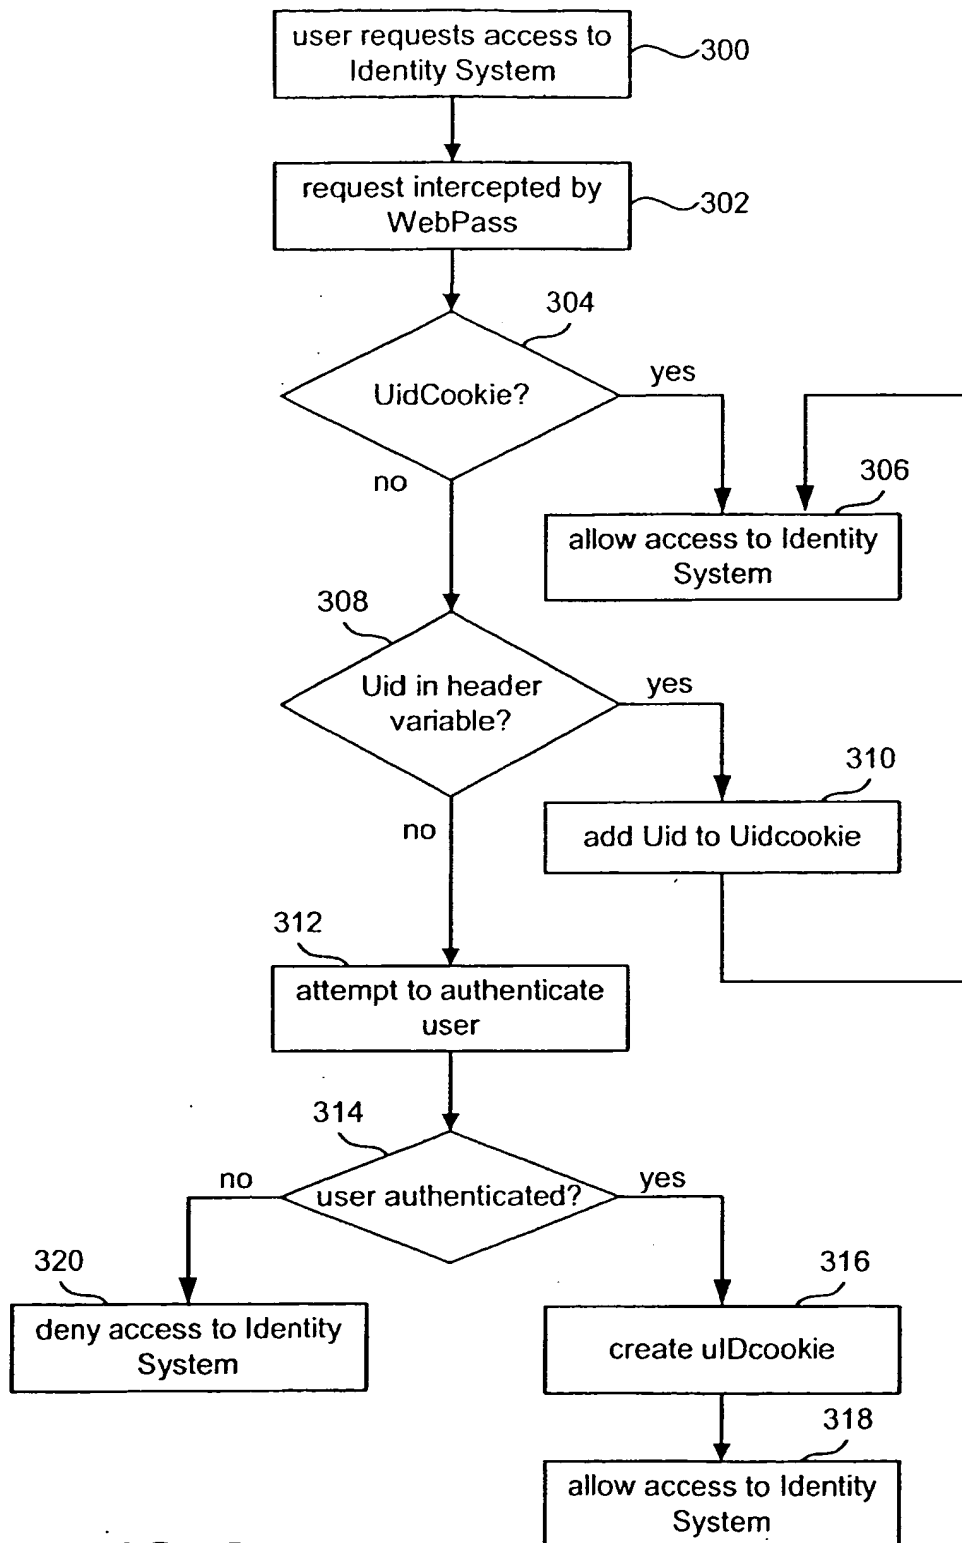 user requests access to
Identity System
300
request intercepted by
WebPass
302
304
UidCookie?
yes
no
306
allow access to Identity
System
308
Uid in header
variable?
yes
no
310
add Uid to Uidcookie
312
attempt to authenticate
user
314
user authenticated?
no
yes
320
deny access to Identity
System
316
create uIDcookie
318
allow access to Identity
System